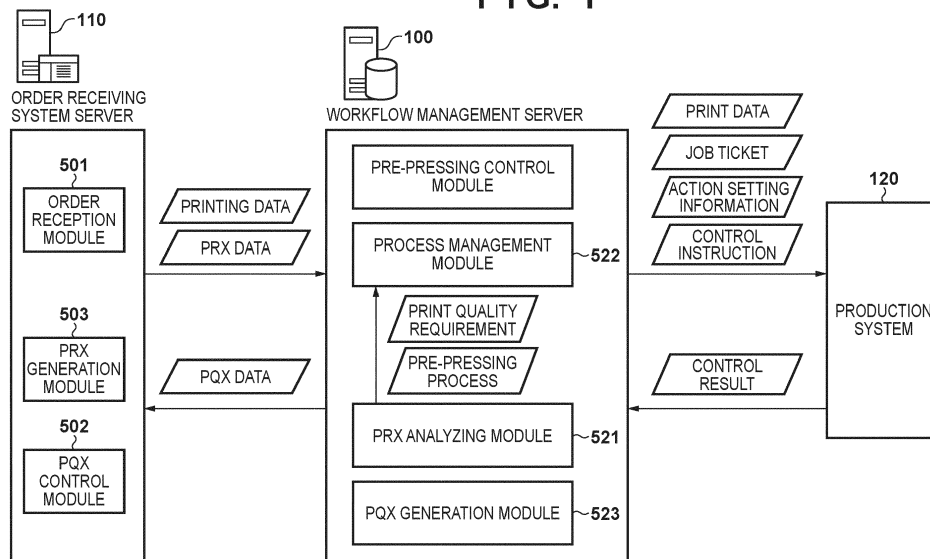 110
100
ORDER RECEIVING
SYSTEM SERVER
WORKFLOW MANAGEMENT SERVER
501
ORDER
RECEPTION
MODULE
503
PRX
GENERATION
MODULE
502
PQX
CONTROL
MODULE
PRINTING DATA
PRX DATA
PQX DATA
PRE-PRESSING CONTROL
MODULE
PROCESS MANAGEMENT
MODULE
522
PRINT QUALITY
REQUIREMENT
PRE-PRESSING
PROCESS
PRX ANALYZING MODULE
521
PQX GENERATION MODULE
523
PRINT DATA
JOB TICKET
ACTION SETTING
INFORMATION
CONTROL
INSTRUCTION
CONTROL
RESULT
120
PRODUCTION
SYSTEM